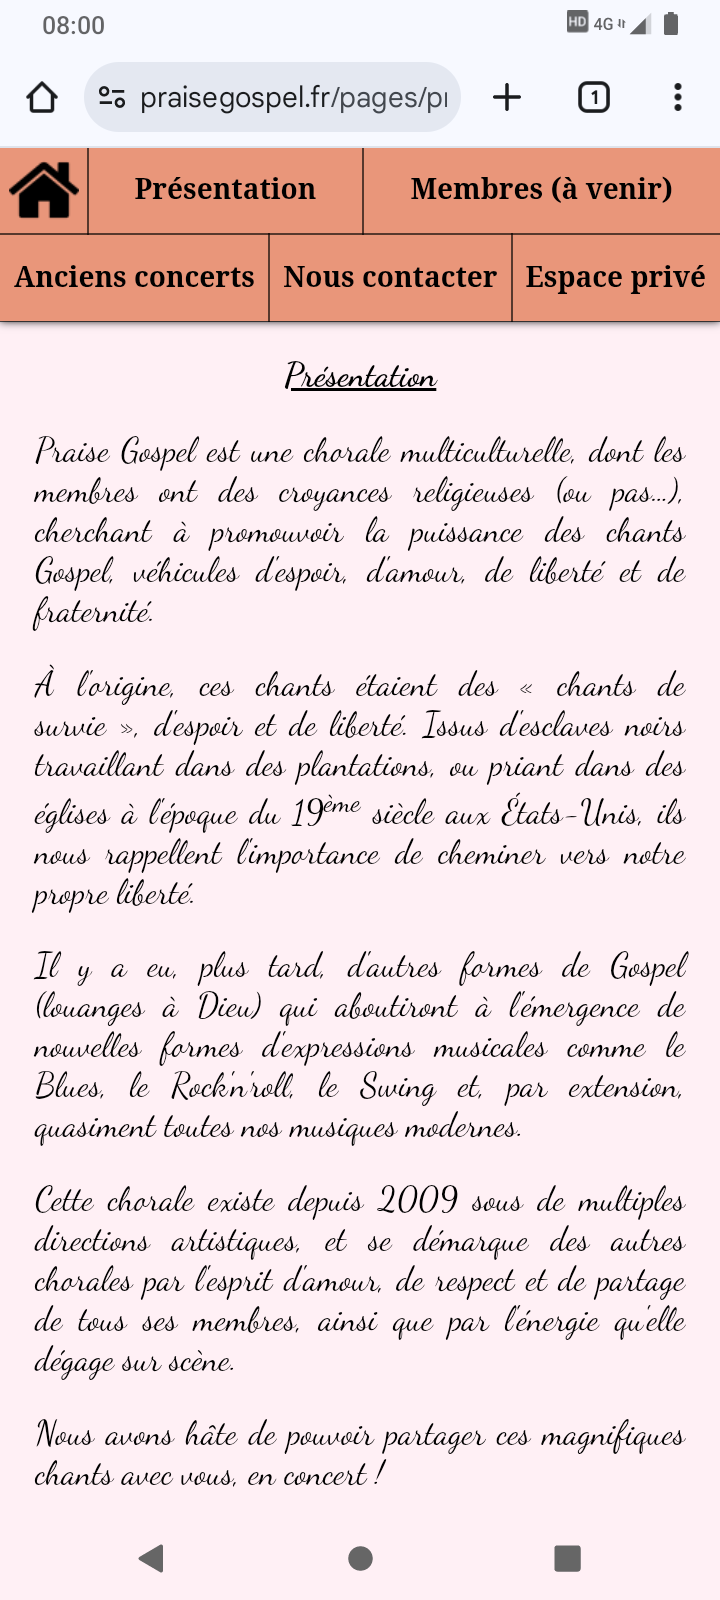 08:00
HD 4G
praisegospel.fr/pages/pr
1
Présentation
Membres (à venir)
Anciens concerts
Nous contacter
Espace privé
Présentation
Praise Gospel est une chorale multiculturelle, dont les
membres ont des croyances religieuses (ou pas...),
cherchant à promouvoir la puissance des chants
Gospel, véhicules d'espoir, d'amour, de liberté et de
fraternité.
À l'origine, ces chants étaient des « chants de
survie », d'espoir et de liberté. Issus d'esclaves noirs
travaillant dans des plantations, ou priant dans des
églises à l'époque du 19ème siècle aux États-Unis, ils
nous rappellent l'importance de cheminer vers notre
propre liberté.
Il y a eu, plus tard, d'autres formes de Gospel
(louanges à Dieu) qui aboutiront à l'émergence de
nouvelles formes d'expressions musicales comme le
Blues, le Rock'n'roll, le Swing et, par extension,
quasiment toutes nos musiques modernes.
Cette chorale existe depuis 2009 sous de multiples
directions artistiques, et se démarque des autres
chorales par l'esprit d'amour, de respect et de partage
de tous ses membres, ainsi que par l'énergie qu'elle
dégage sur scène.
Nous avons hâte de pouvoir partager ces magnifiques
chants avec vous, en concert !